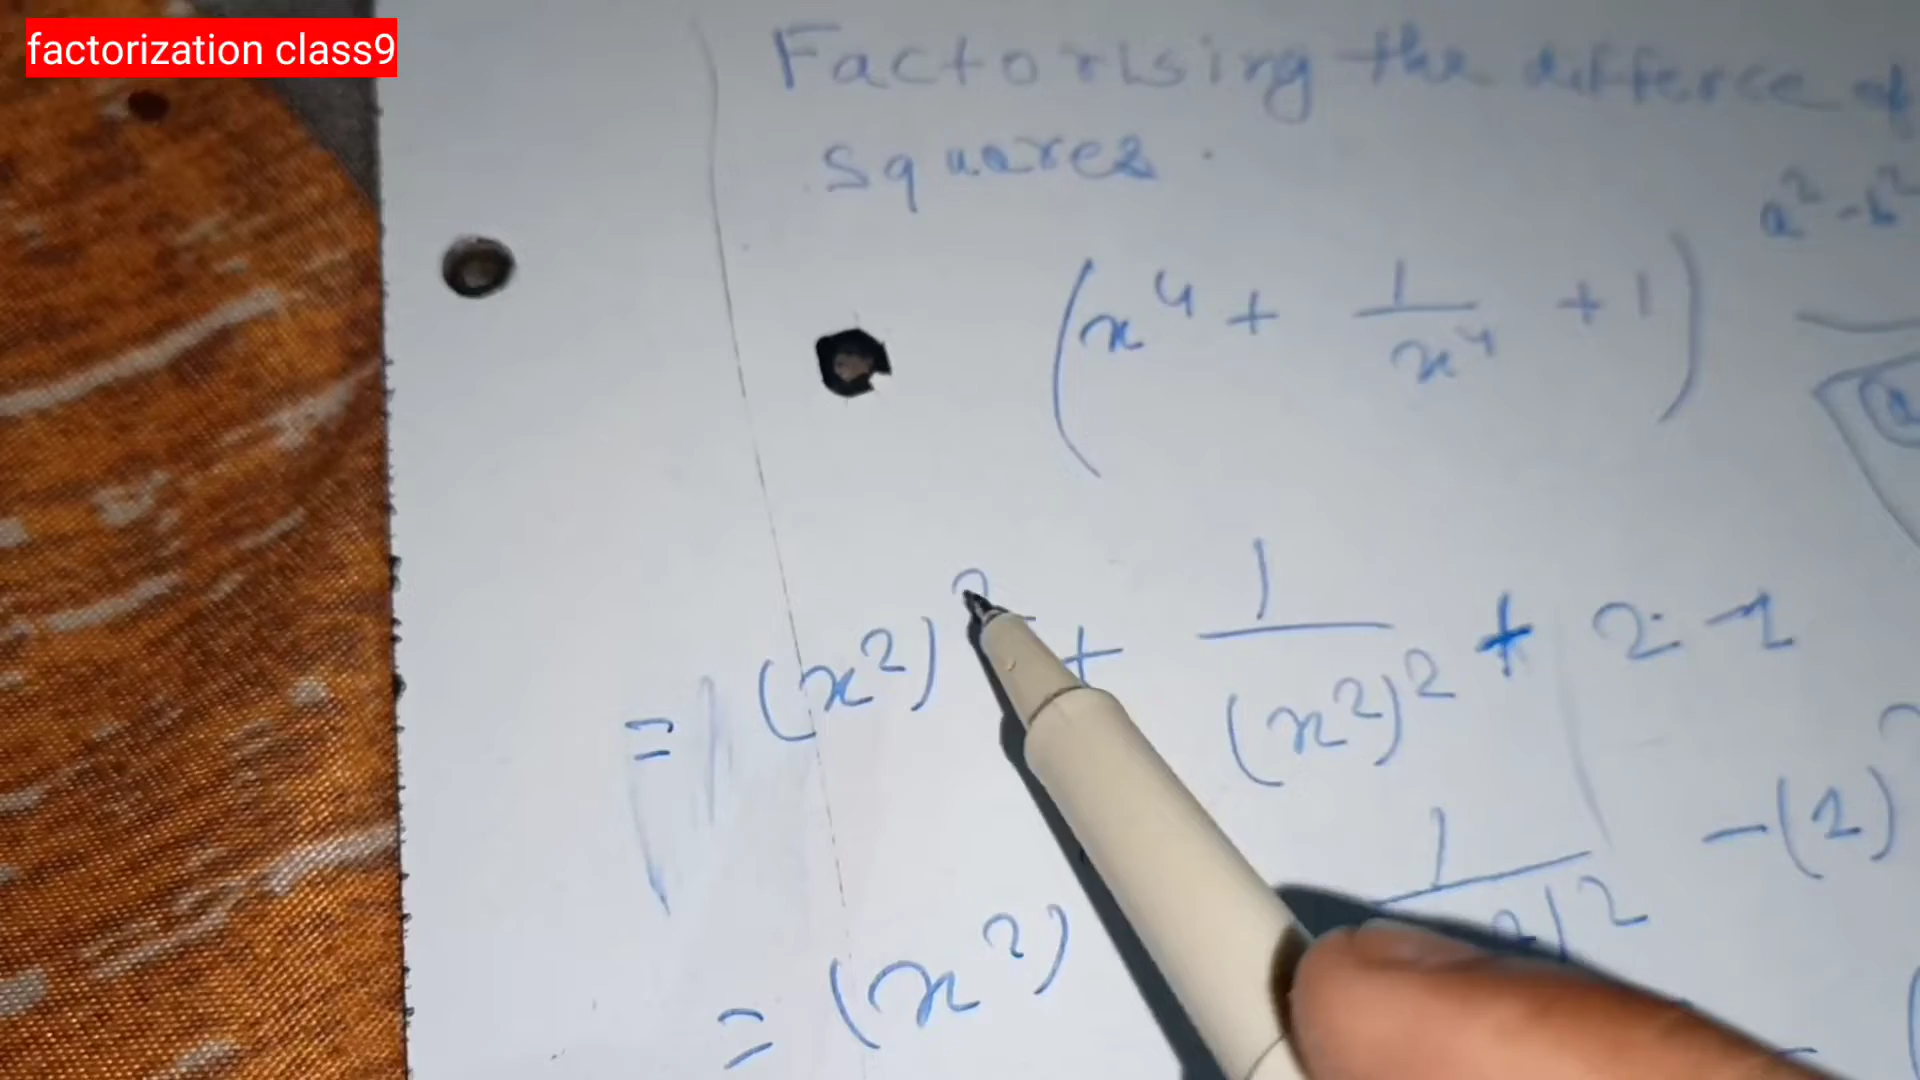 factorization class9
Factorising the differce of
squares.
a² - b²
(x⁴ + 1/x⁴ + 1)
= (x²)² + 1/(x²)² + 2 - 1
- (1)
= (x²)